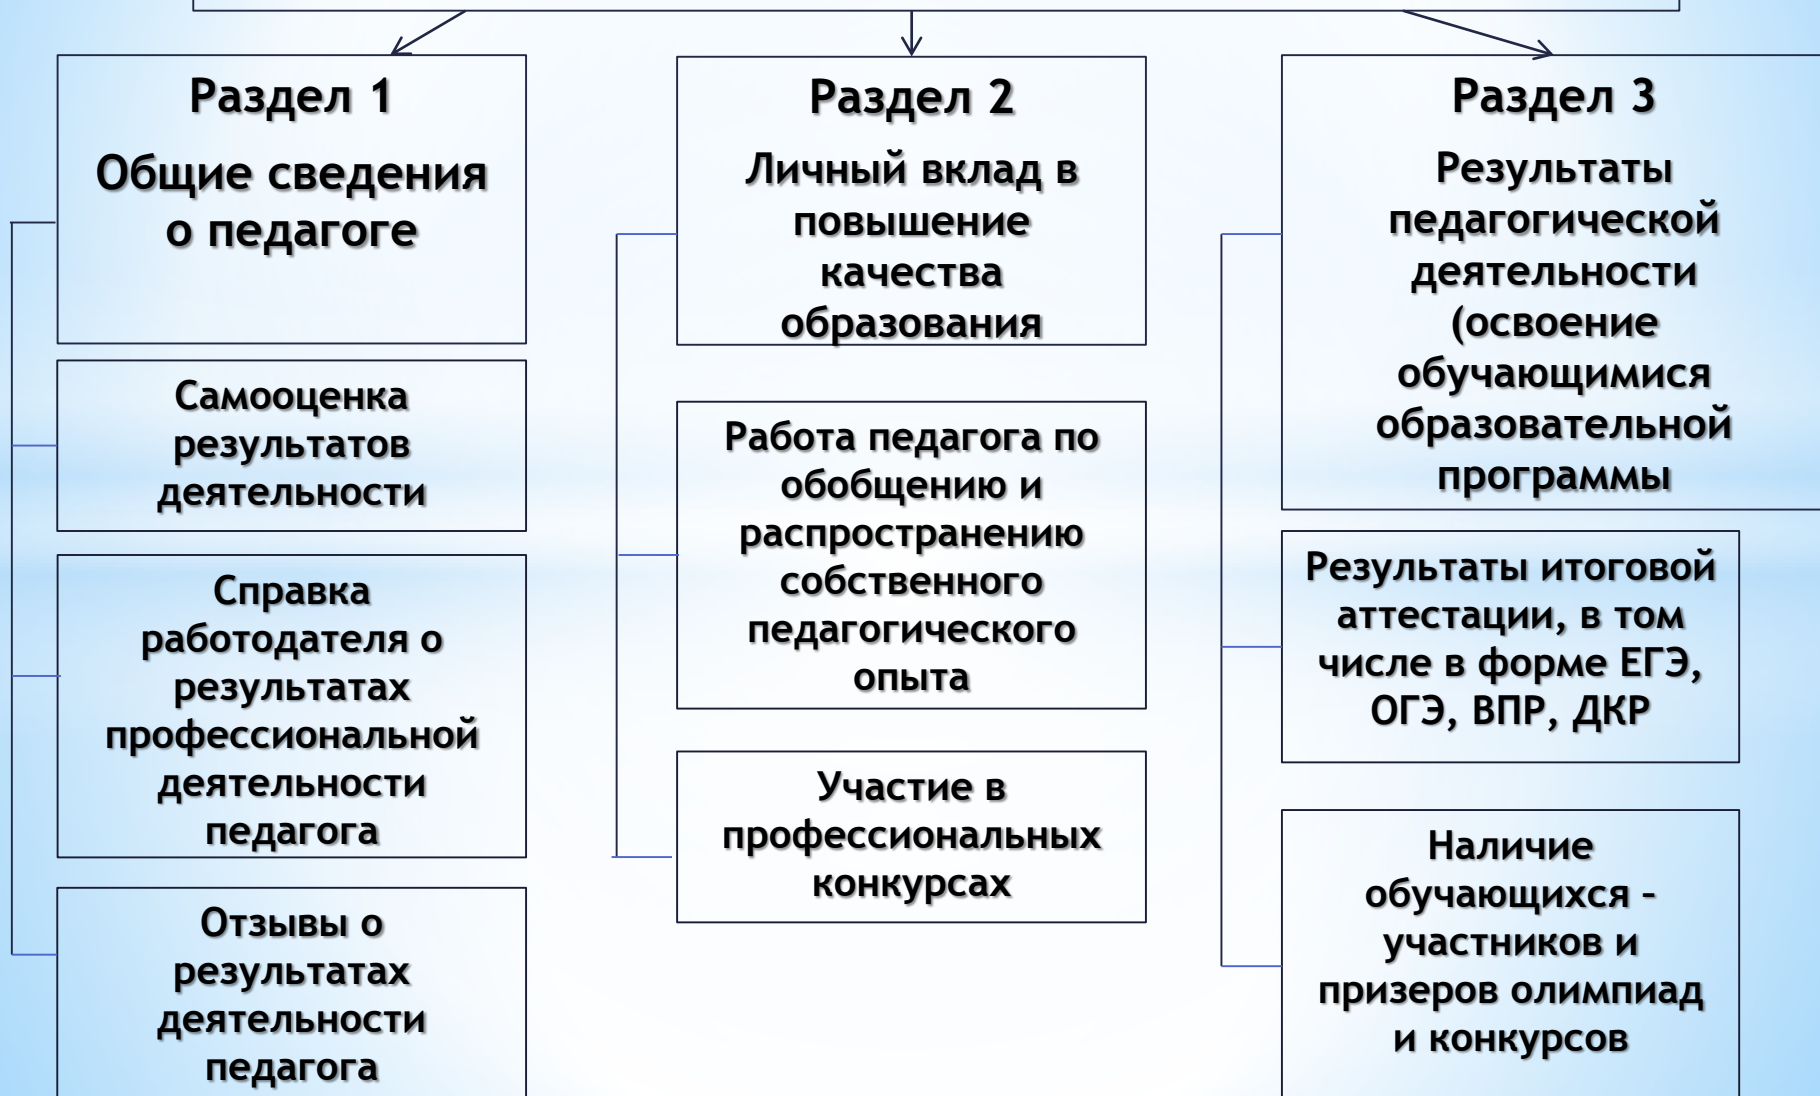 Раздел 1
Общие сведения
о педагоге
Самооценка
результатов
деятельности
Справка
работодателя о
результатах
профессиональной
деятельности
педагога
Отзывы о
результатах
деятельности
педагога
Раздел 2
Личный вклад в
повышение
качества
образования
Работа педагога по
обобщению и
распространению
собственного
педагогического
опыта
Участие в
профессиональных
конкурсах
Раздел 3
Результаты
педагогической
деятельности
(освоение
обучающимися
образовательной
программы
Результаты итоговой
аттестации, в том
числе в форме ЕГЭ,
ОГЭ, ВПР, ДКР
Наличие
обучающихся –
участников и
призеров олимпиад
и конкурсов